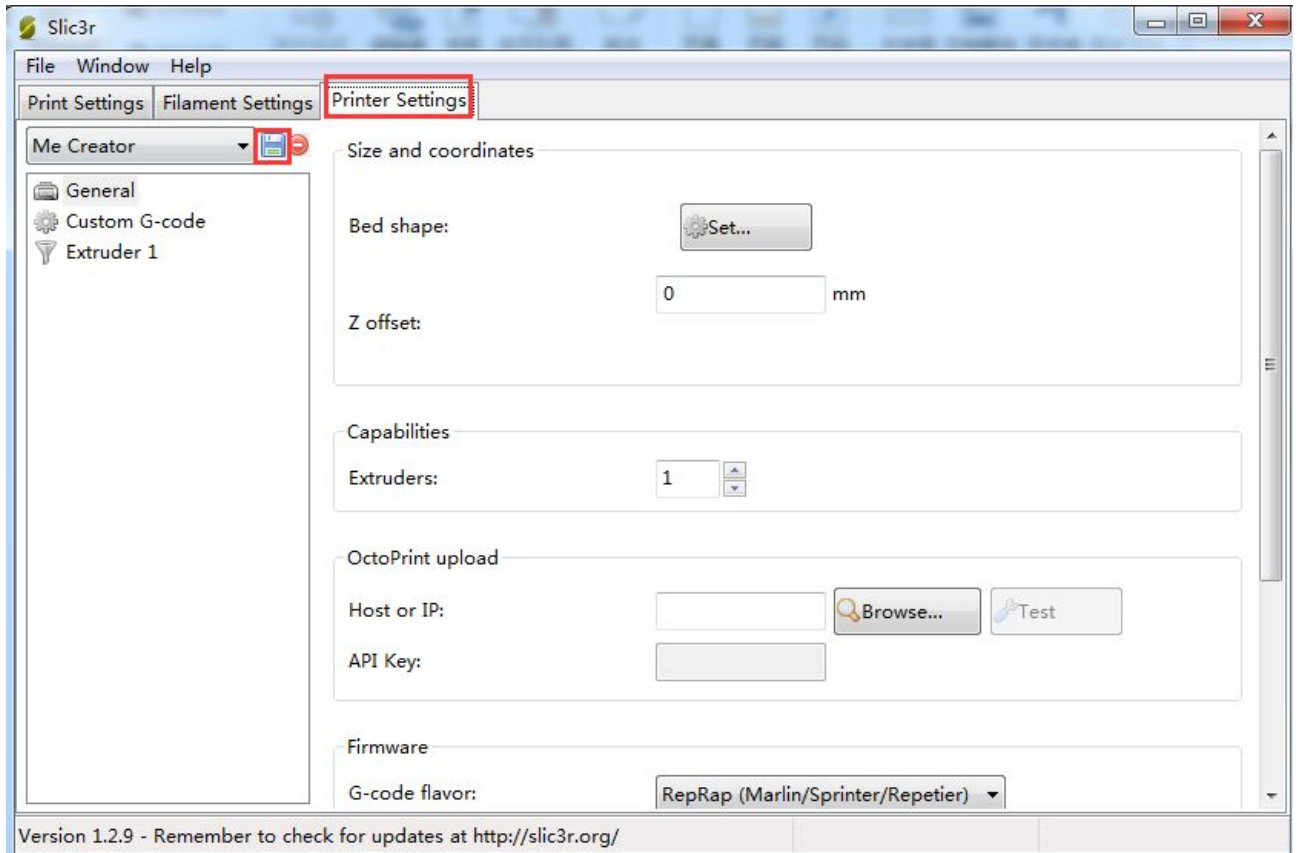 Slic3r
File Window Help
Print Settings Filament Settings Printer Settings
Me Creator
General
Custom G-code
Extruder 1
Size and coordinates
Bed shape: Set...
0 mm
Z offset:
Capabilities
Extruders: 1
OctoPrint upload
Host or IP: Browse... Test
API Key:
Firmware
G-code flavor: RepRap (Marlin/Sprinter/Repetier)
Version 1.2.9 - Remember to check for updates at http://slic3r.org/